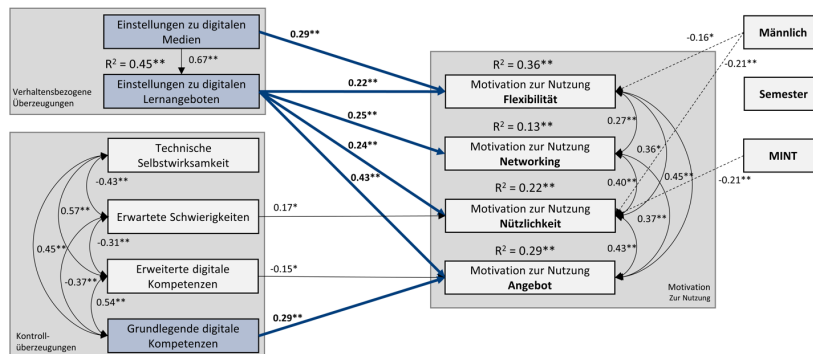 Einstellungen zu digitalen
Medien
R² = 0.45**
0.67**
Einstellungen zu digitalen
Lernangeboten
Verhaltensbezogene
Überzeugungen
0.29**
0.22**
0.25**
0.24**
0.43**
Technische
Selbstwirksamkeit
-0.43**
0.57**
Erwartete Schwierigkeiten
0.17*
0.45**
-0.31**
-0.37**
Erweiterte digitale
Kompetenzen
-0.15*
0.54**
Grundlegende digitale
Kompetenzen
0.29**
Kontroll-
überzeugungen
R² = 0.36**
Motivation zur Nutzung
Flexibilität
0.27**
R² = 0.13**
Motivation zur Nutzung
Networking
0.36*
0.40**
0.45**
R² = 0.22**
Motivation zur Nutzung
Nützlichkeit
0.37**
0.43**
R² = 0.29**
Motivation zur Nutzung
Angebot
Motivation
Zur Nutzung
-0.16*
-0.21**
-0.21**
Männlich
Semester
MINT